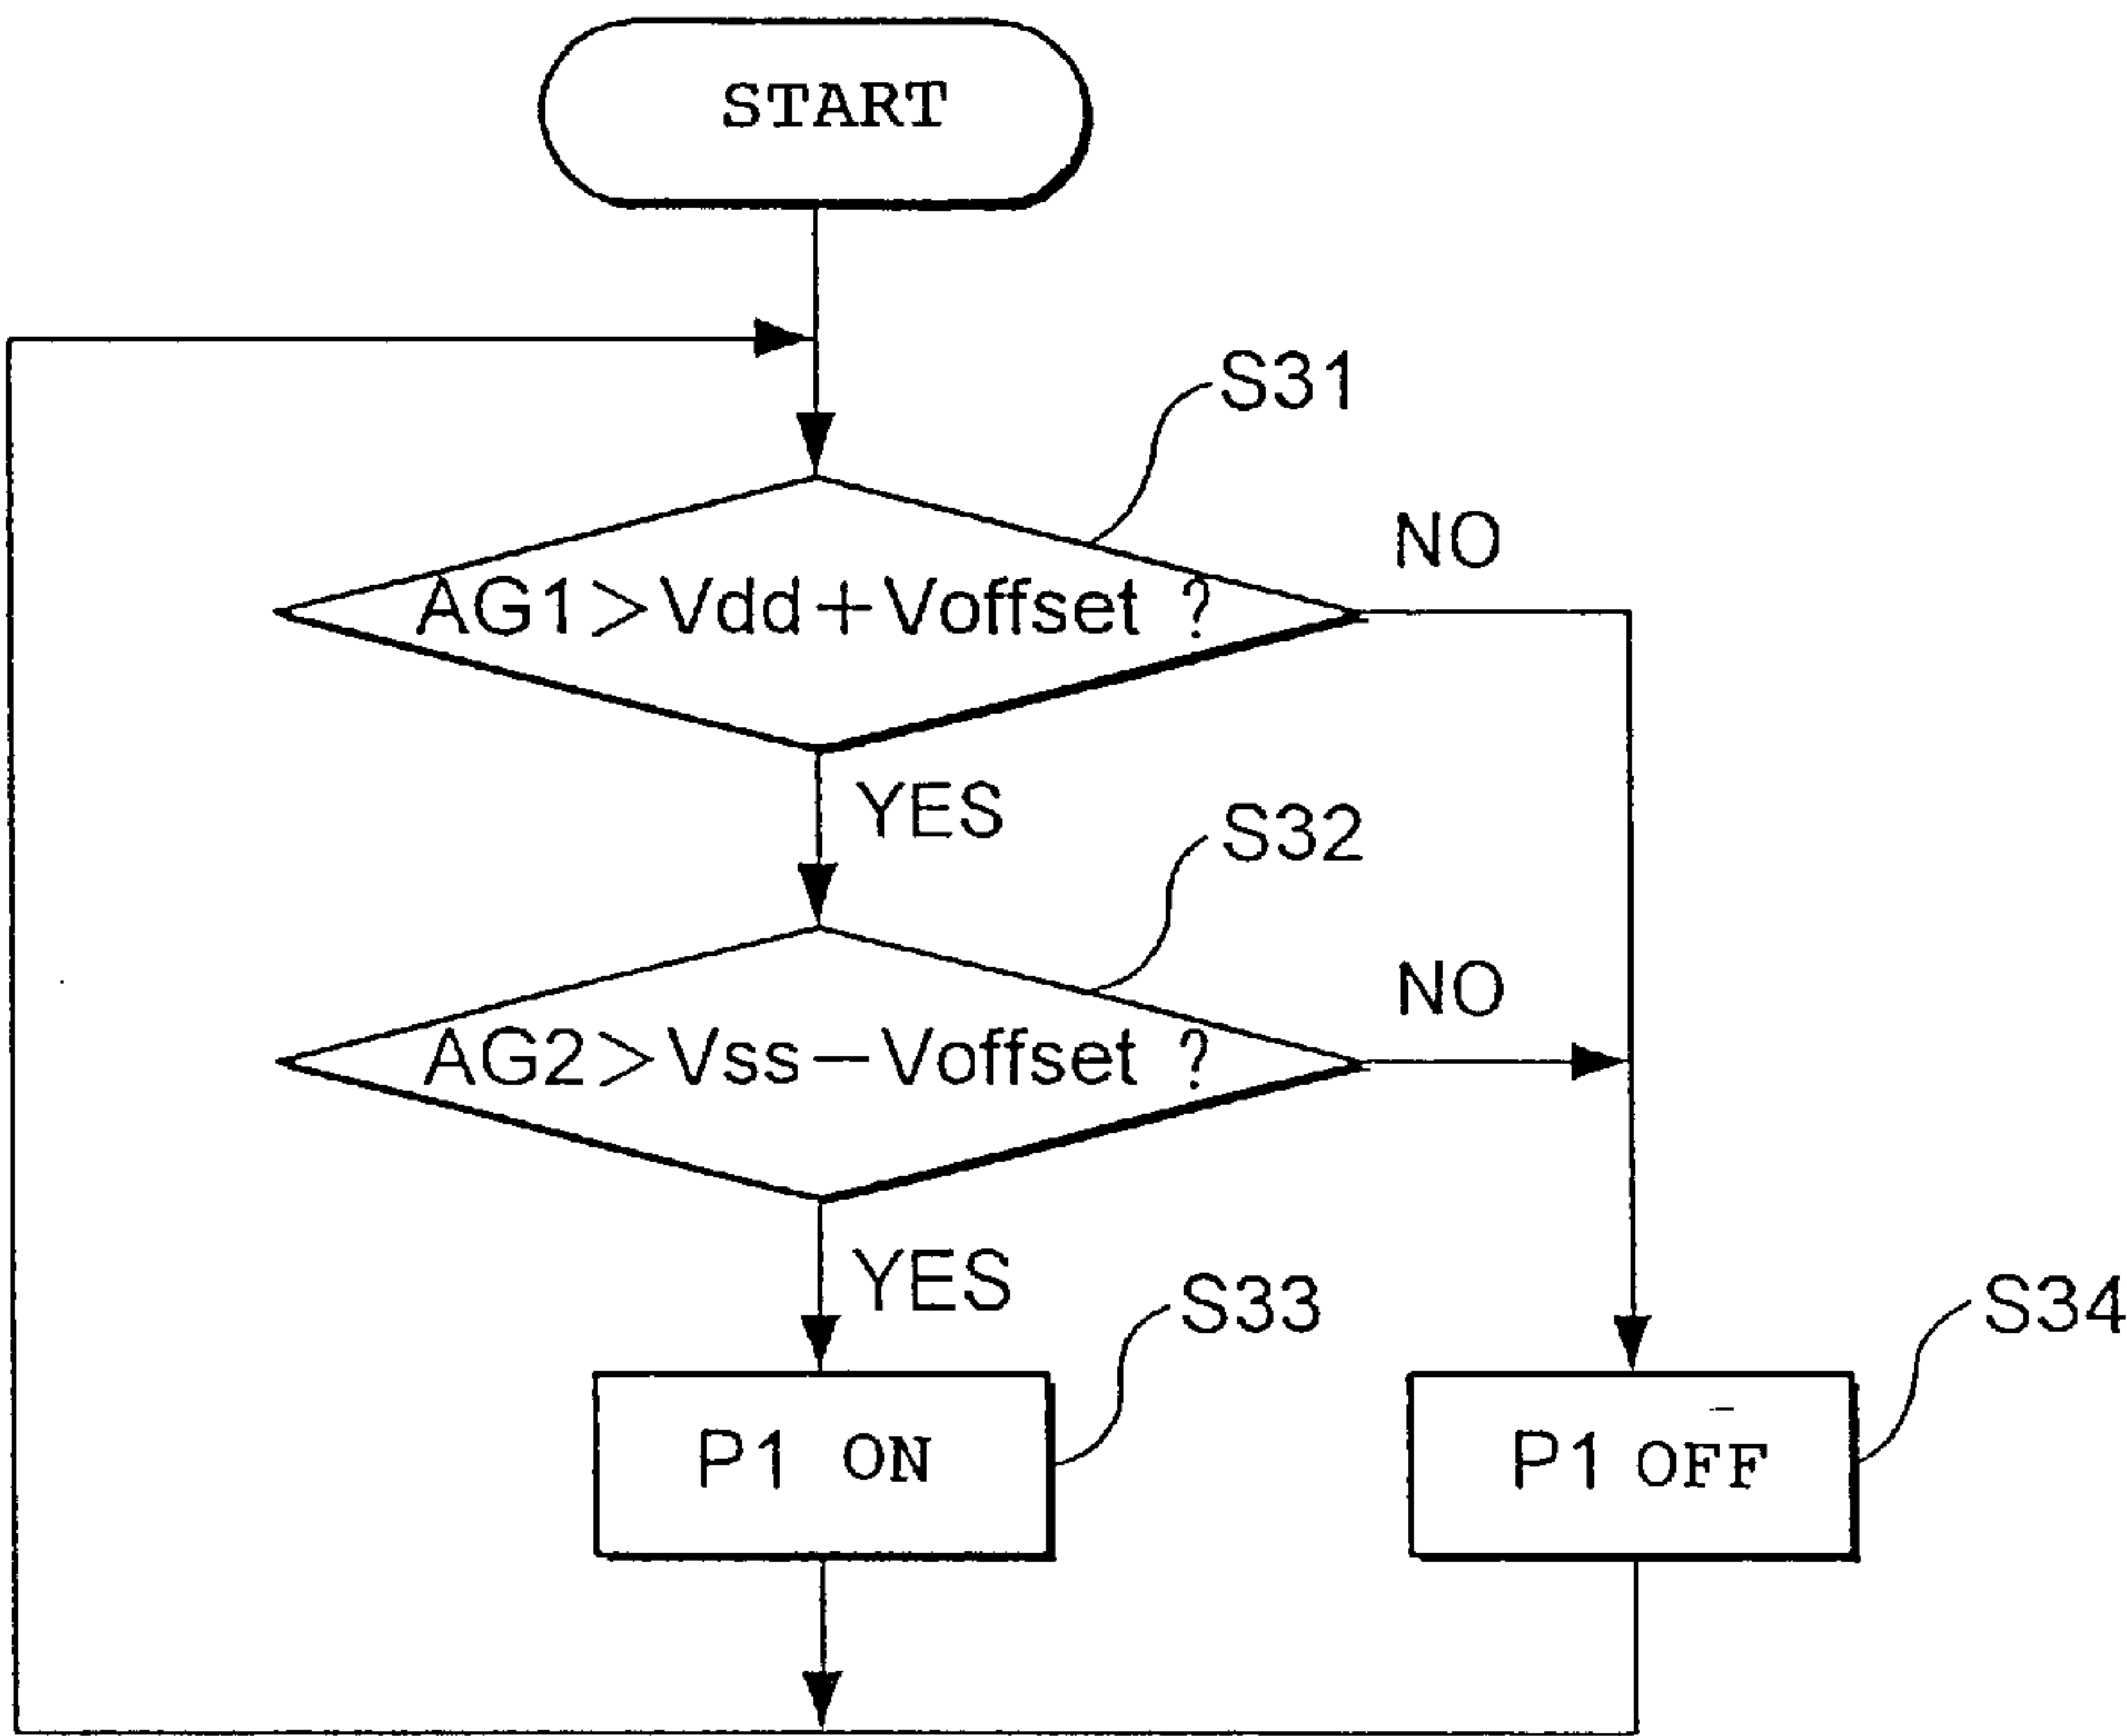 START
S31
NO
AG1>Vdd+Voffset ?
YES
S32
NO
AG2>Vss−Voffset ?
YES
S33
S34
P1 ON
P1 OFF